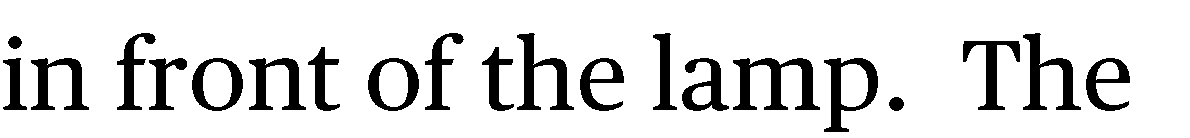 in front of the lamp. The